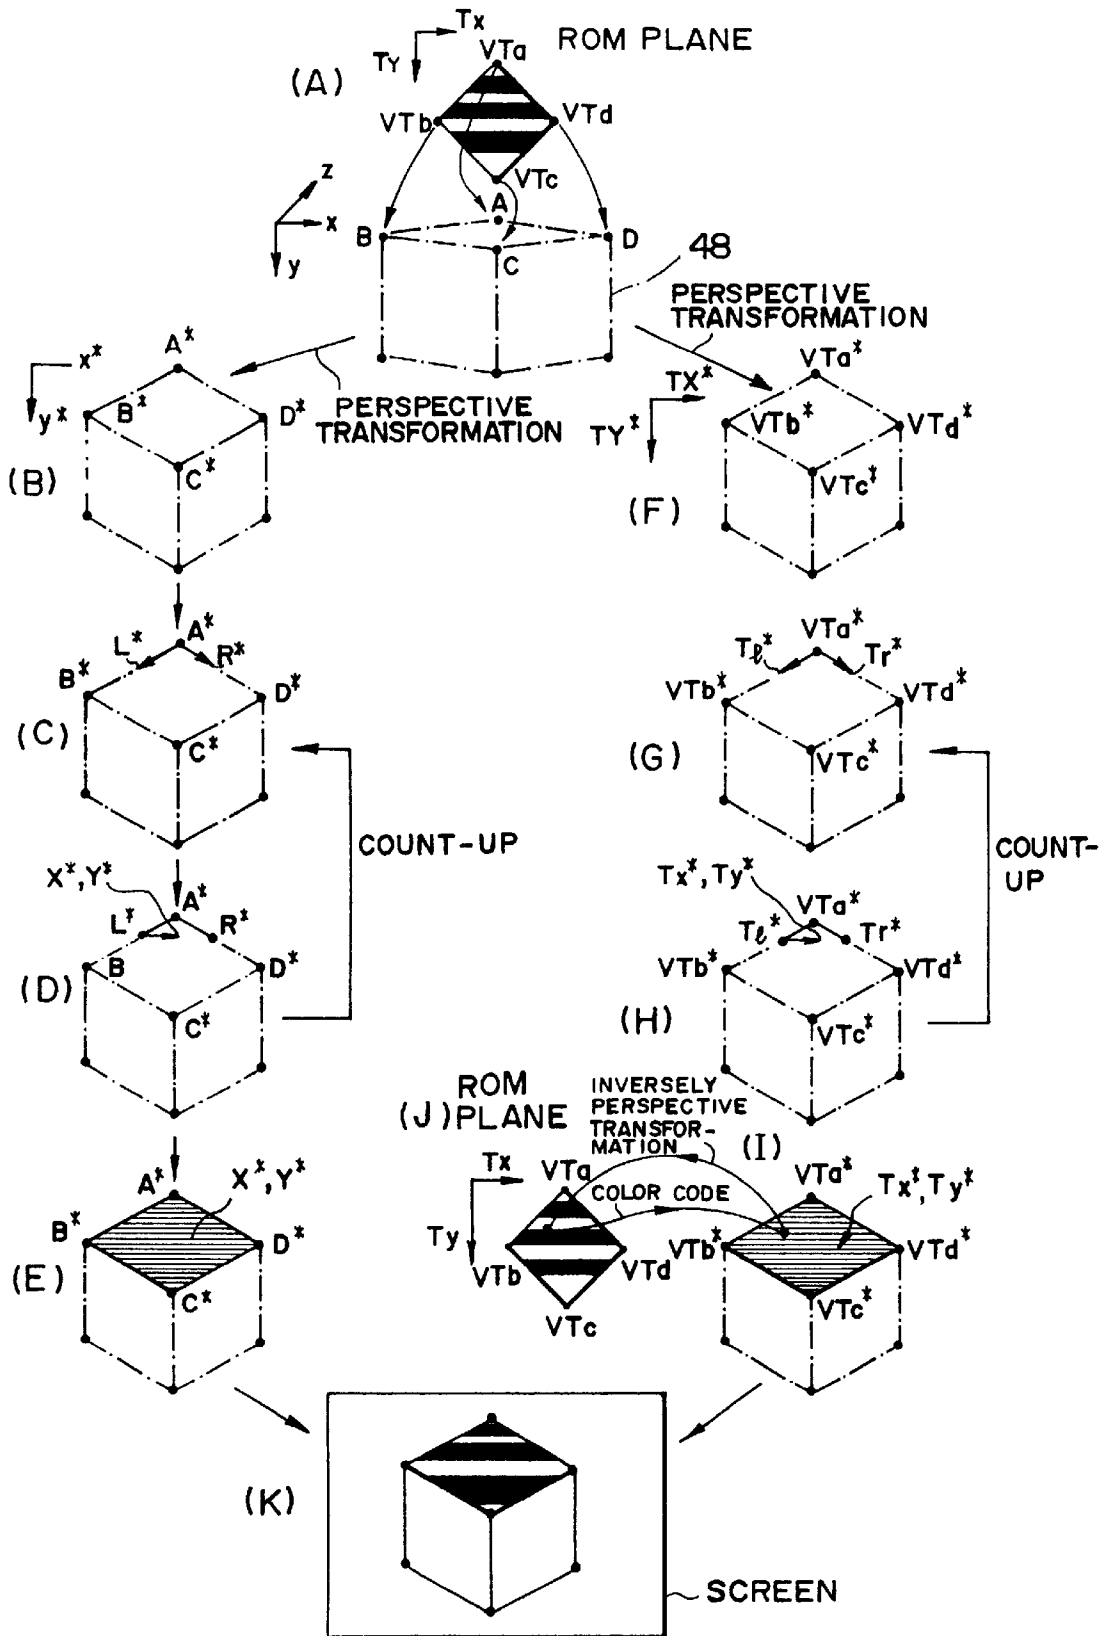 Tx
ROM PLANE
TY
VTa
(A)
VTb
VTd
VTc
z
x
y
A
B
D
C
48
PERSPECTIVE
TRANSFORMATION
PERSPECTIVE
TRANSFORMATION
x*
y*
A*
B*
D*
C*
(B)
TX*
TY*
VTa*
VTb*
VTd*
VTc*
(F)
L*
A*
R*
B*
D*
C*
(C)
COUNT-UP
Tℓ*
VTa*
Tr*
VTb*
VTd*
VTc*
(G)
COUNT-
UP
X*,Y*
A*
L*
R*
B
D*
C*
(D)
Tx*,Ty*
VTa*
Tℓ*
Tr*
VTb*
VTd*
VTc*
(H)
A*
X*,Y*
B*
D*
C*
(E)
ROM
(J) PLANE
INVERSELY
PERSPECTIVE
TRANSFOR-
MATION
(I)
Tx
Ty
VTa
COLOR CODE
VTb
VTd
VTc
VTa*
Tx*,Ty*
VTb*
VTd*
VTc*
(K)
SCREEN